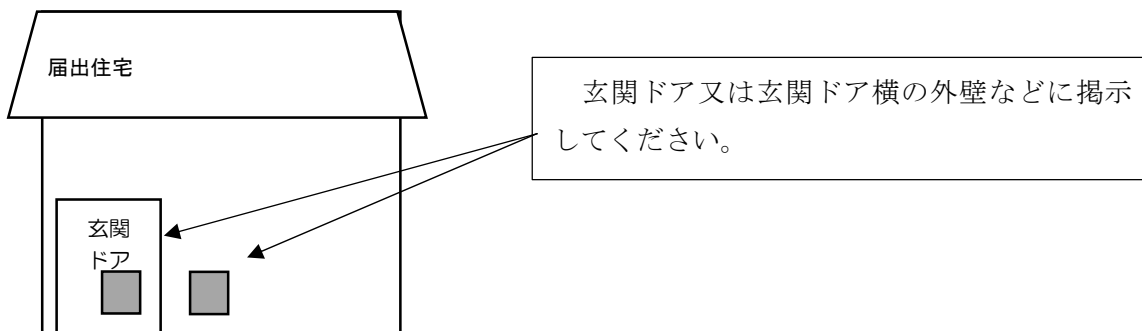 届出住宅
玄関ドア又は玄関ドア横の外壁などに掲示
してください。
玄関
ドア